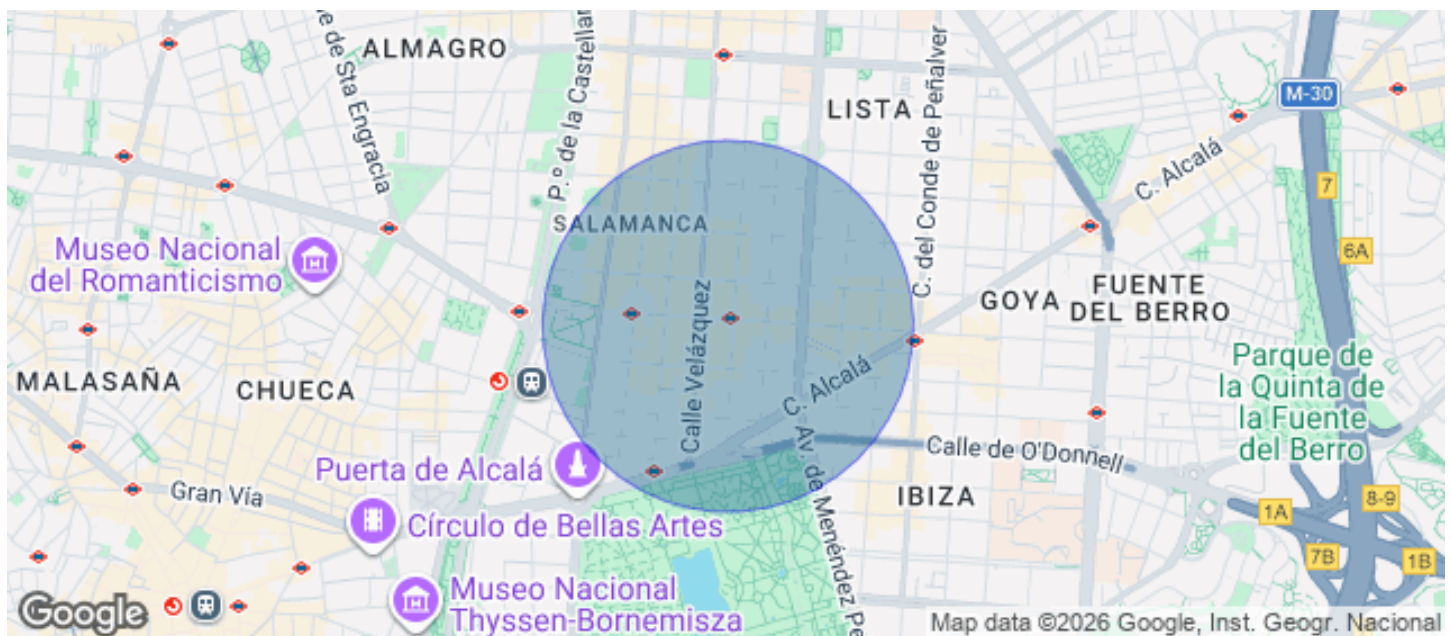 e de Sta Engracia
ALMAGRO
P.º de la Castellan
LISTA
C. del Conde de Peñalver
M-30
C. Alcalá
7
SALAMANCA
6A
Museo Nacional
del Romanticismo
Calle Velázquez
GOYA
FUENTE
DEL BERRO
MALASAÑA
CHUECA
C. Alcalá
Parque de
la Quinta de
la Fuente
del Berro
Puerta de Alcalá
Av. de Menéndez Pe
Calle de O'Donnell
Gran Vía
IBIZA
8-9
1A
Círculo de Bellas Artes
7B
1B
Museo Nacional
Thyssen-Bornemisza
Google
Map data ©2026 Google, Inst. Geogr. Nacional